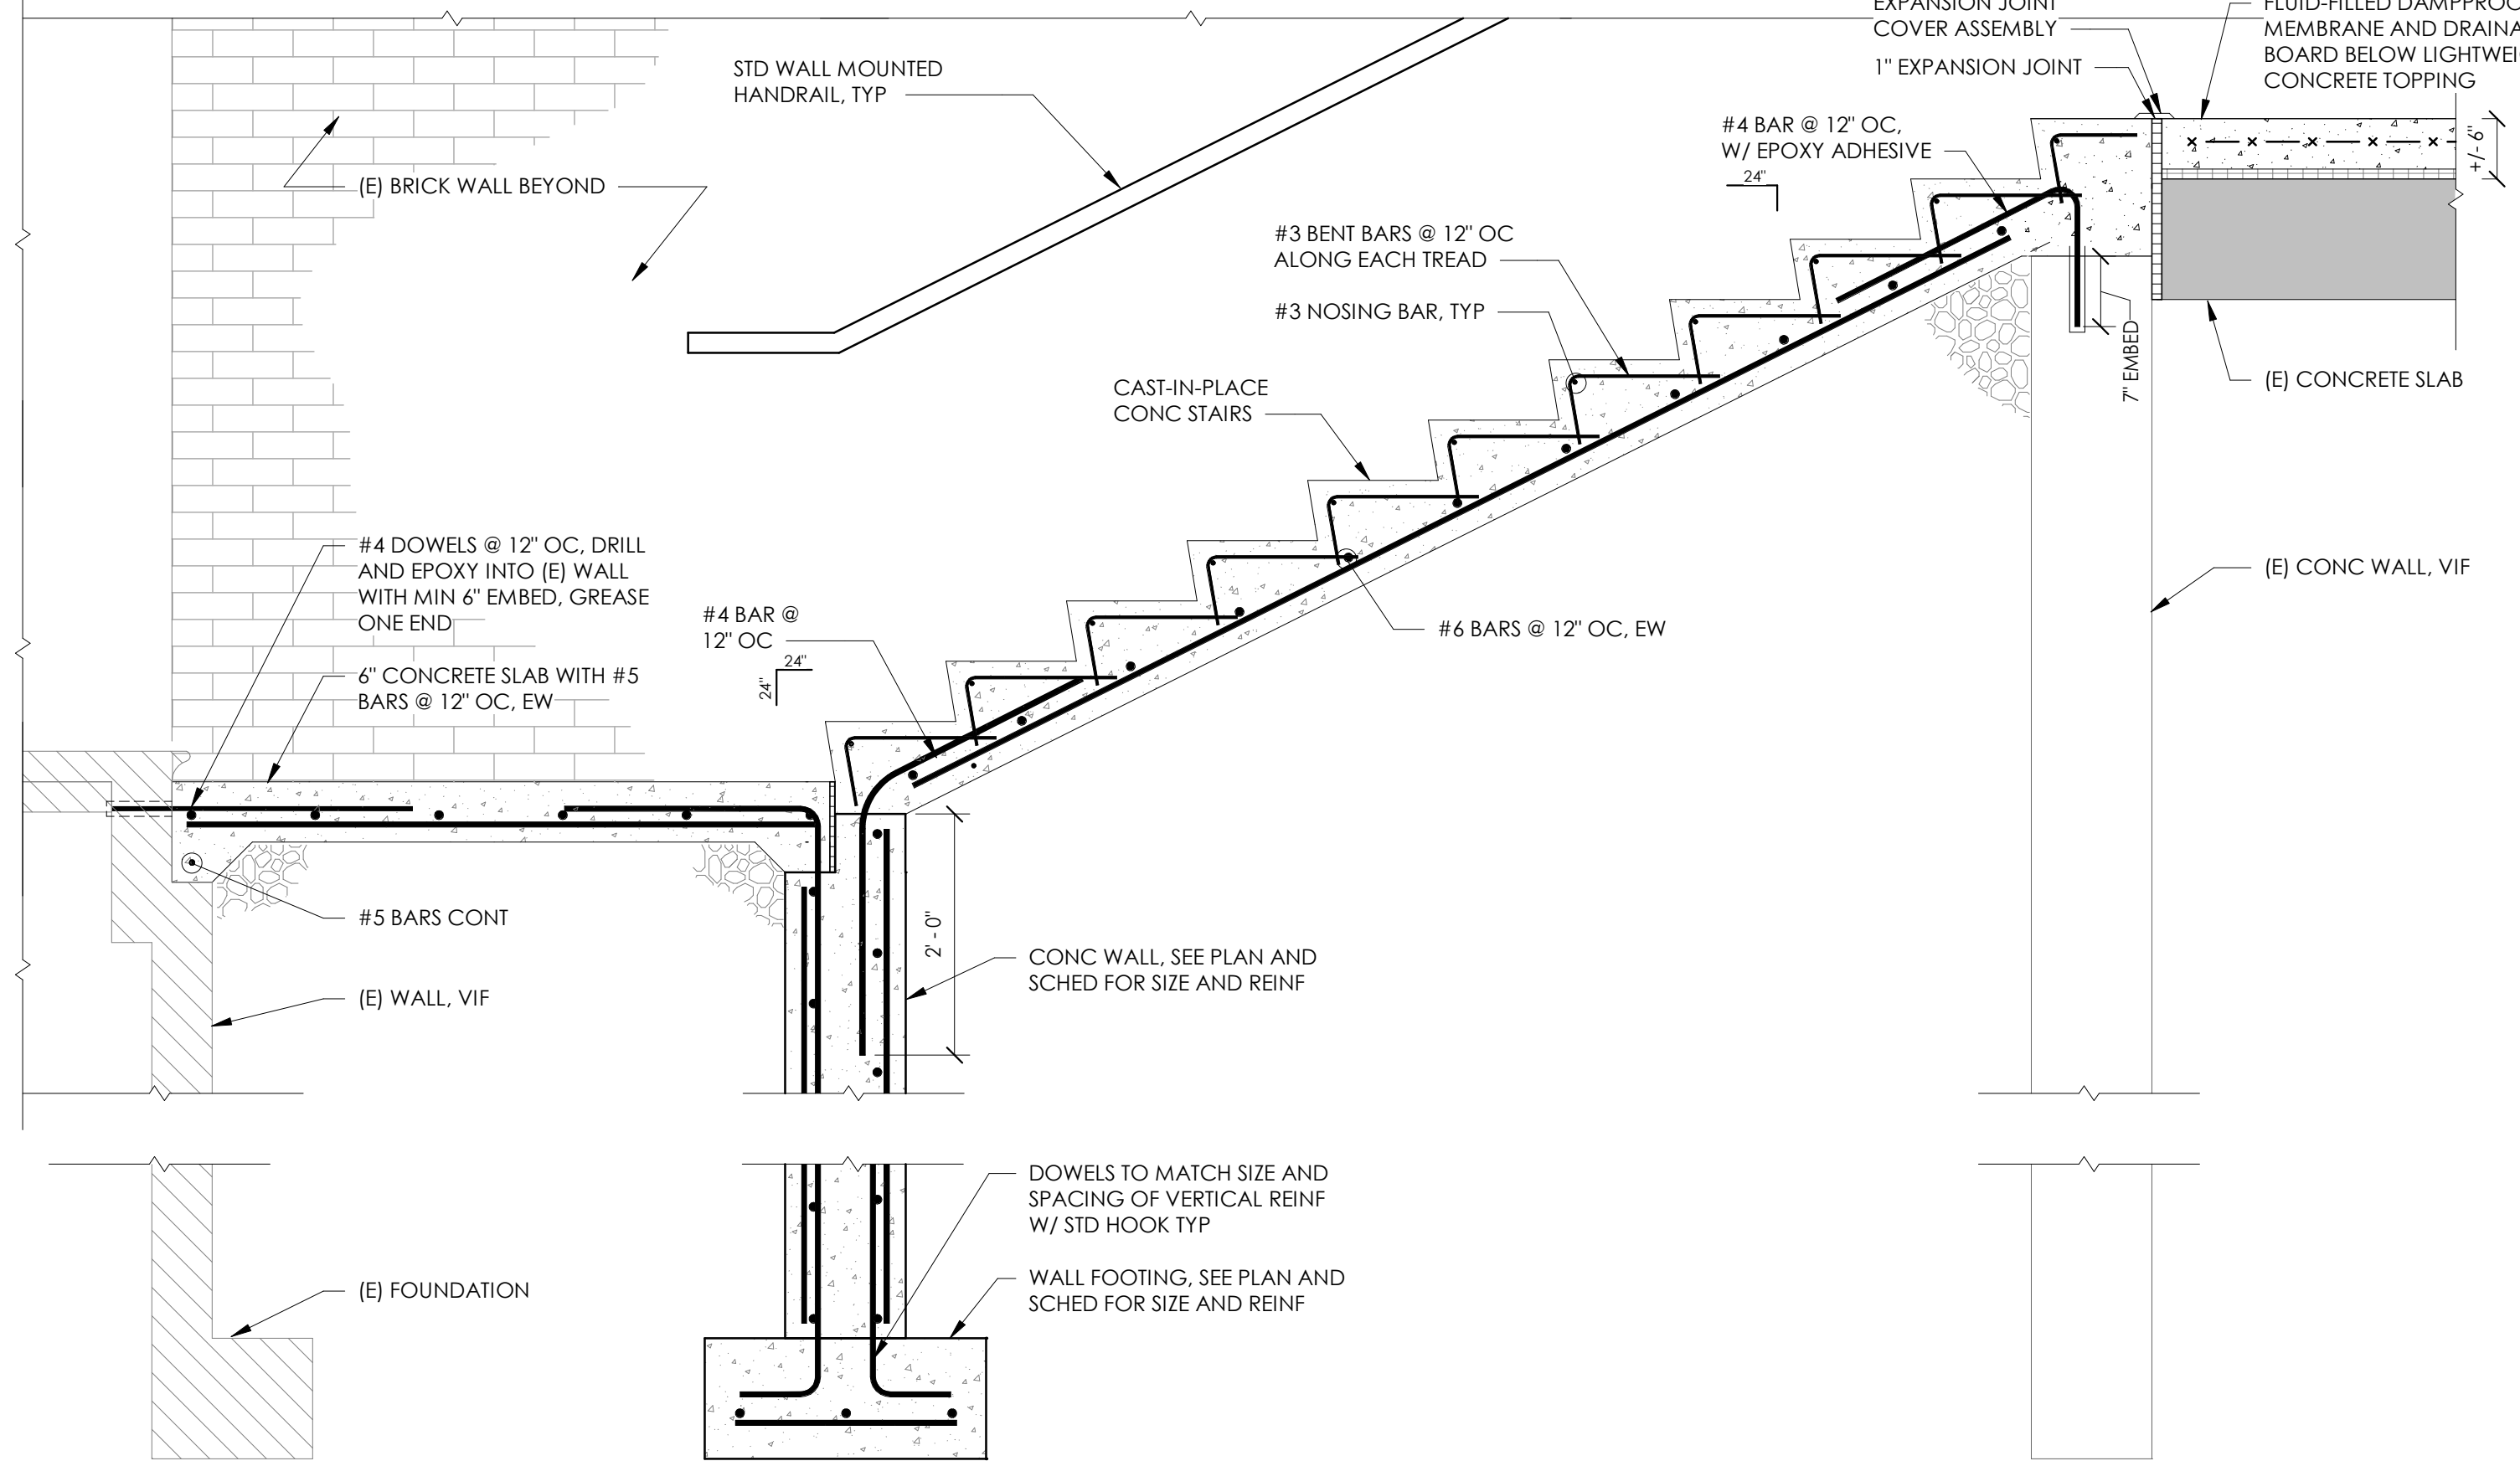 EXPANSION JOINT
COVER ASSEMBLY
1" EXPANSION JOINT
MEMBRANE AND
BOARD BELOW
CONCRETE TOPPING
STD WALL MOUNTED
HANDRAIL, TYP
#4 BAR @ 12" OC,
W/ EPOXY ADHESIVE
24"
+/- 6"
(E) BRICK WALL BEYOND
#3 BENT BARS @ 12" OC
ALONG EACH TREAD
#3 NOSING BAR, TYP
7" EMBED
(E) CONCRETE SLAB
CAST-IN-PLACE
CONC STAIRS
#4 DOWELS @ 12" OC, DRILL
AND EPOXY INTO (E) WALL
WITH MIN 6" EMBED, GREASE
ONE END
(E) CONC WALL, VIF
#4 BAR @
12" OC
24"
24"
#6 BARS @ 12" OC, EW
6" CONCRETE SLAB WITH #5
BARS @ 12" OC, EW
#5 BARS CONT
2' - 0"
CONC WALL, SEE PLAN AND
SCHED FOR SIZE AND REINF
(E) WALL, VIF
DOWELS TO MATCH SIZE AND
SPACING OF VERTICAL REINF
W/ STD HOOK TYP
WALL FOOTING, SEE PLAN AND
SCHED FOR SIZE AND REINF
(E) FOUNDATION